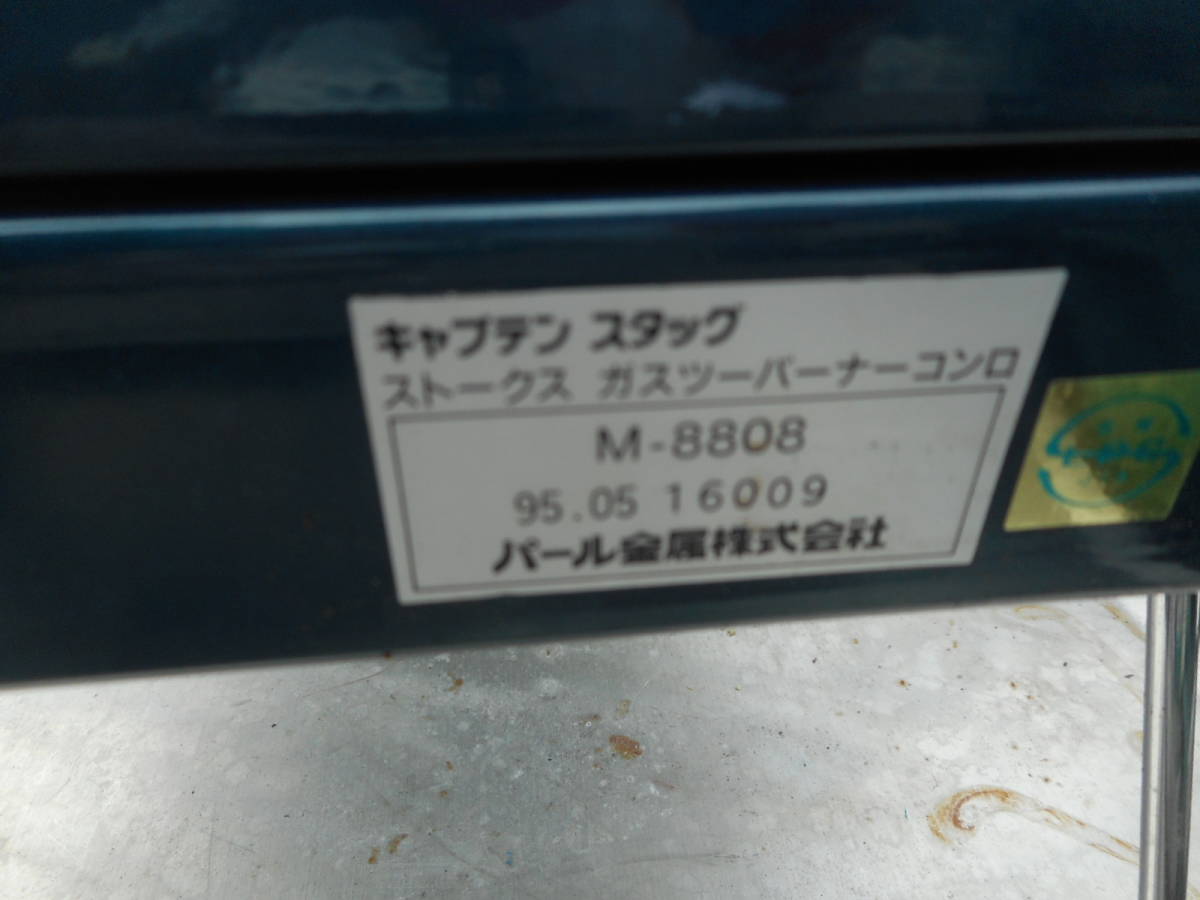 キャプテン スタッグ
ストークス ガスツーバーナーコンロ
M-8808
95.05 16009
パール金属株式会社